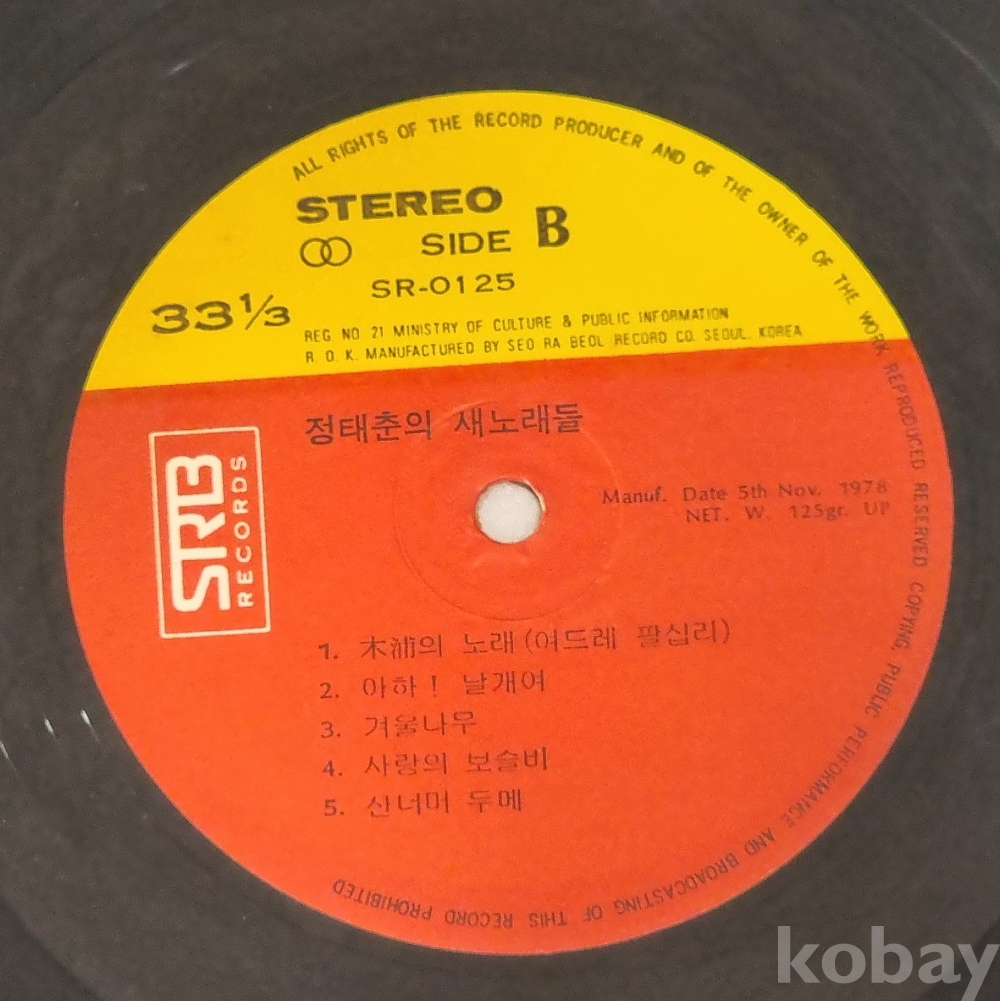 ALL RIGHTS OF THE RECORD PRODUCER AND OF THE OWNER OF THE WORK REPRODUCED RESERVED COPYING, PUBLIC PERFORMANCE AND BROADCASTING OF THIS RECORD PROHIBITED
STEREO
SIDE B
SR-0125
33 1/3
REG. NO 21 MINISTRY OF CULTURE & PUBLIC INFORMATION
R. O. K. MANUFACTURED BY SEO RA BEOL RECORD CO. SEOUL. KOREA
정태춘의 새노래들
SRB
RECORDS
Manuf. Date 5th Nov. 1978
NET. W. 125gr. UP
1. 木浦의 노래 (여드레 팔십리)
2. 아하! 날개여
3. 겨울나무
4. 사랑의 보슬비
5. 산너머 두메
kobay